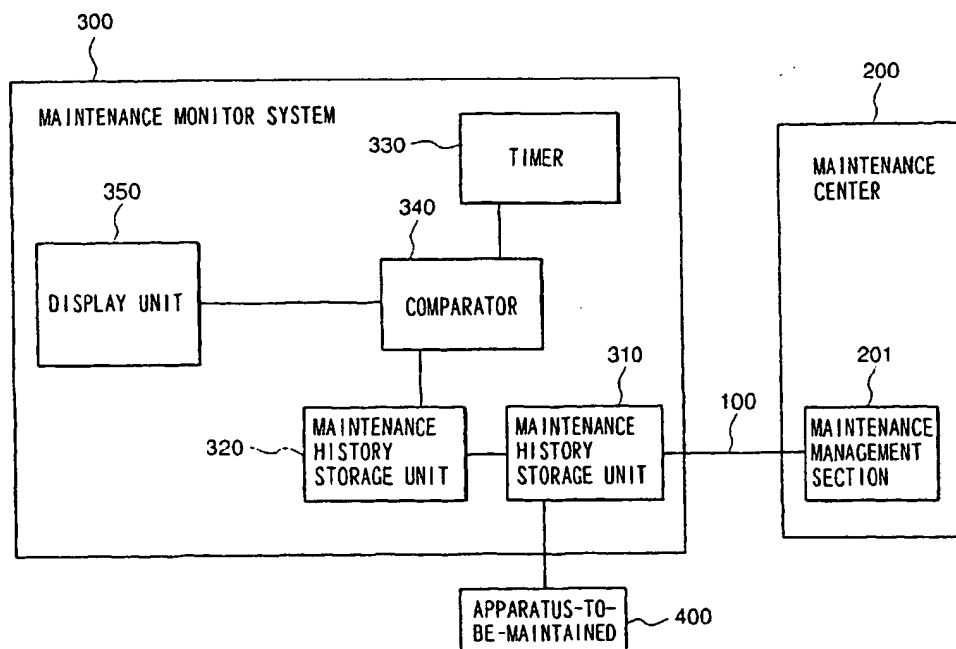 300
MAINTENANCE MONITOR SYSTEM
330
TIMER
200
MAINTENANCE
CENTER
350
DISPLAY UNIT
340
COMPARATOR
310
320
MAINTENANCE
HISTORY
STORAGE UNIT
MAINTENANCE
HISTORY
STORAGE UNIT
100
201
MAINTENANCE
MANAGEMENT
SECTION
APPARATUS-TO-
BE-MAINTAINED
400